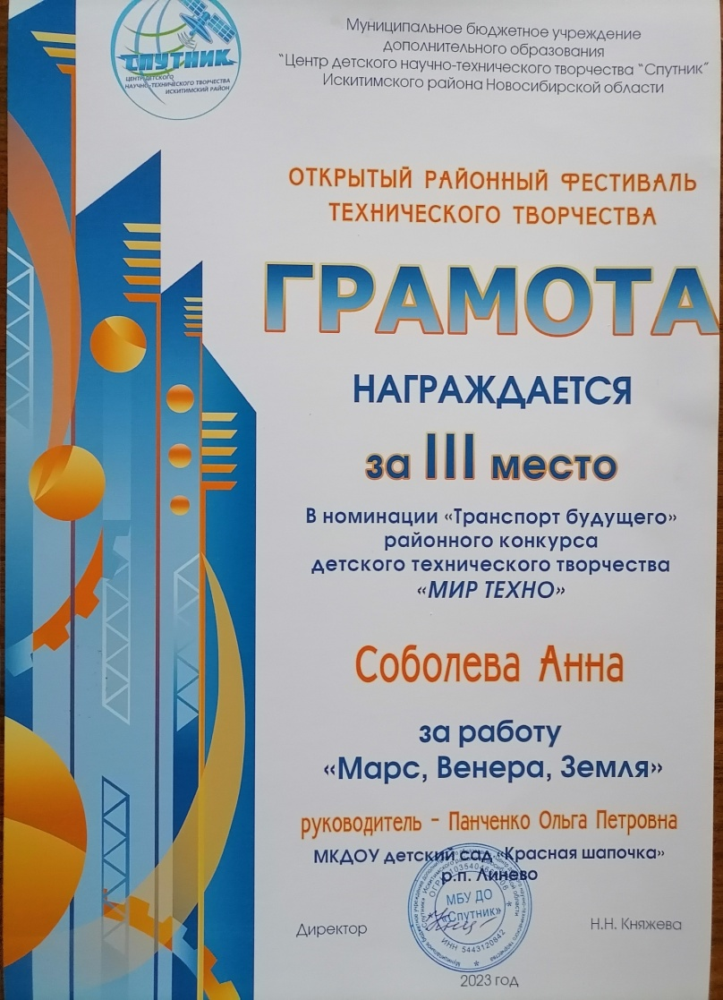 СПУТНИК
ЦЕНТР ДЕТСКОГО
НАУЧНО-ТЕХНИЧЕСКОГО ТВОРЧЕСТВА
ИСКИТИМСКИЙ РАЙОН
Муниципальное бюджетное учреждение
дополнительного образования
"Центр детского научно-технического творчества "Спутник"
Искитимского района Новосибирской области
ОТКРЫТЫЙ РАЙОННЫЙ ФЕСТИВАЛЬ
ТЕХНИЧЕСКОГО ТВОРЧЕСТВА
ГРАМОТА
НАГРАЖДАЕТСЯ
за III место
В номинации «Транспорт будущего»
районного конкурса
детского технического творчества
«МИР ТЕХНО»
Соболева Анна
за работу
«Марс, Венера, Земля»
руководитель - Панченко Ольга Петровна
МКДОУ детский сад «Красная шапочка»
р.п. Линево
МБУ ДО
«Спутник»
ИНН 5443120842
Директор
Н.Н. Княжева
2023 год